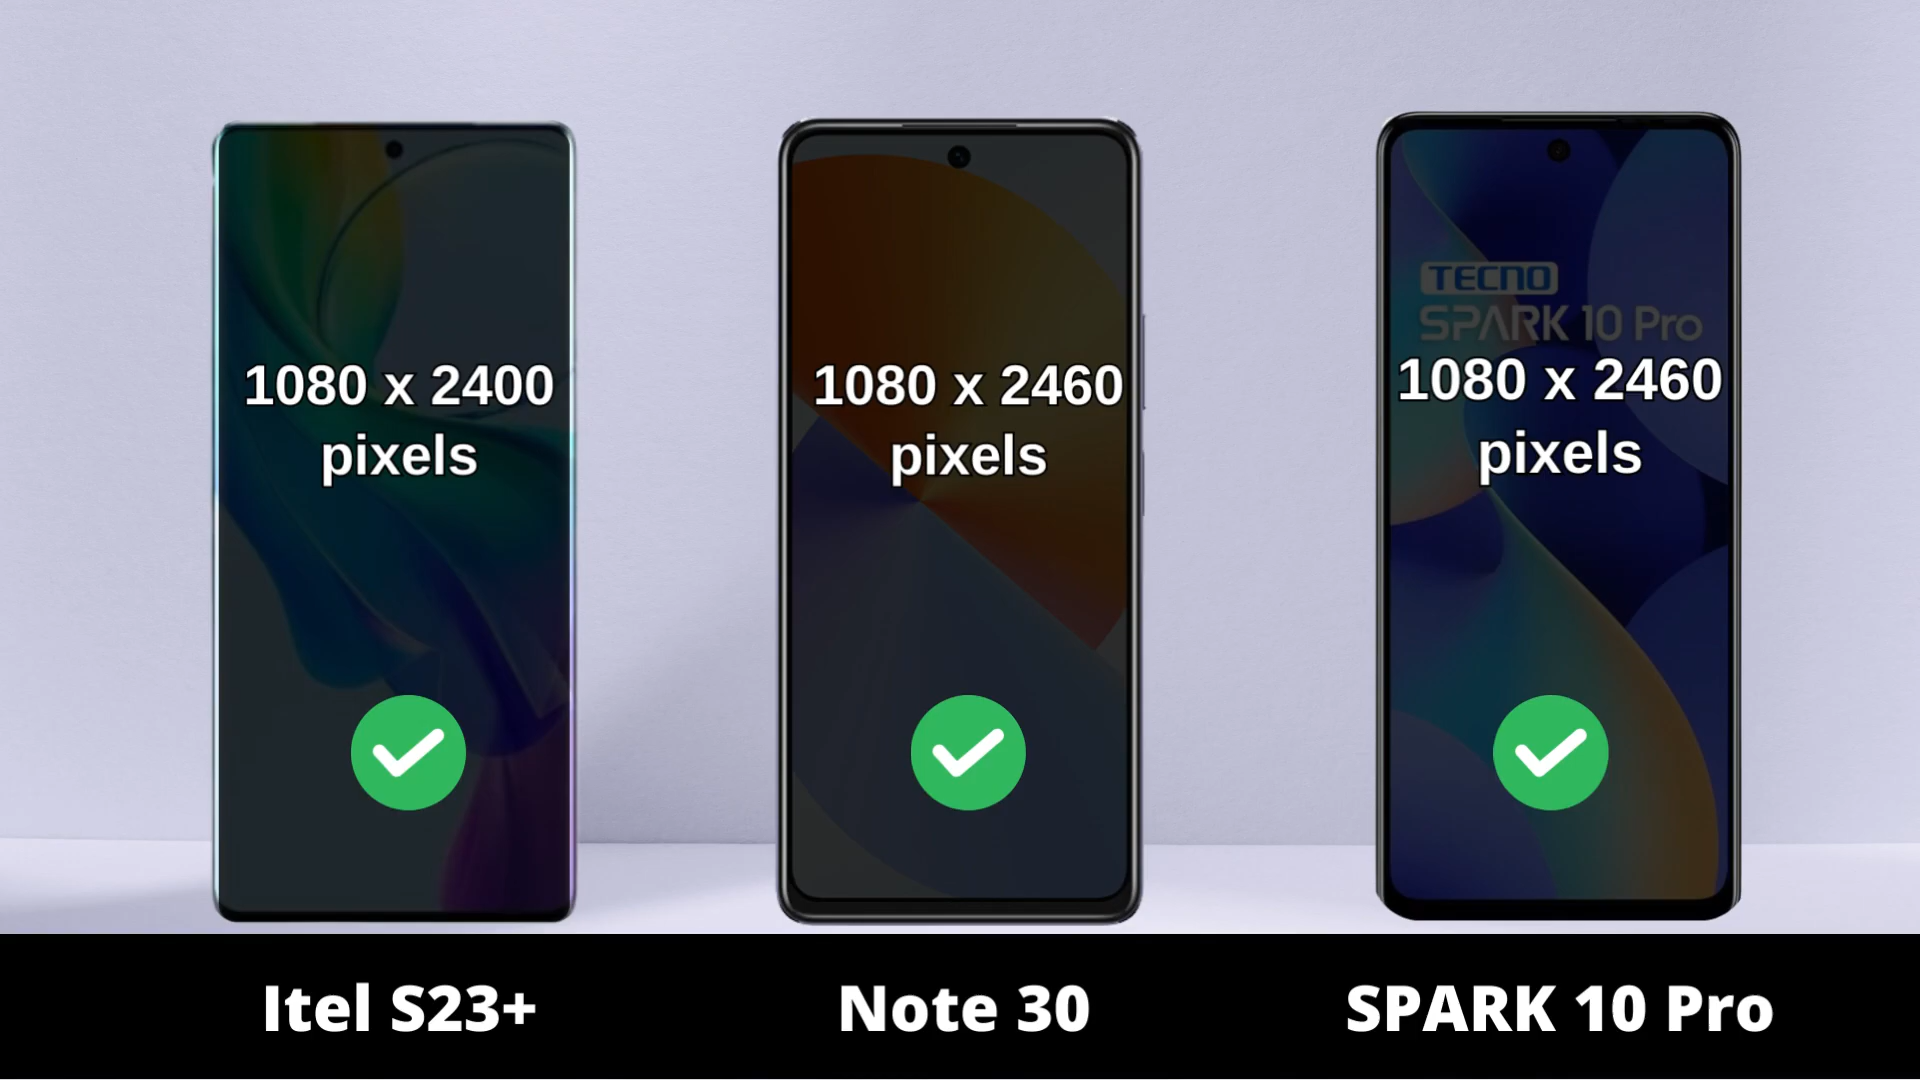 1080 x 2400
pixels
1080 x 2460
pixels
TECNO
SPARK 10 Pro
1080 x 2460
pixels
Itel S23+
Note 30
SPARK 10 Pro